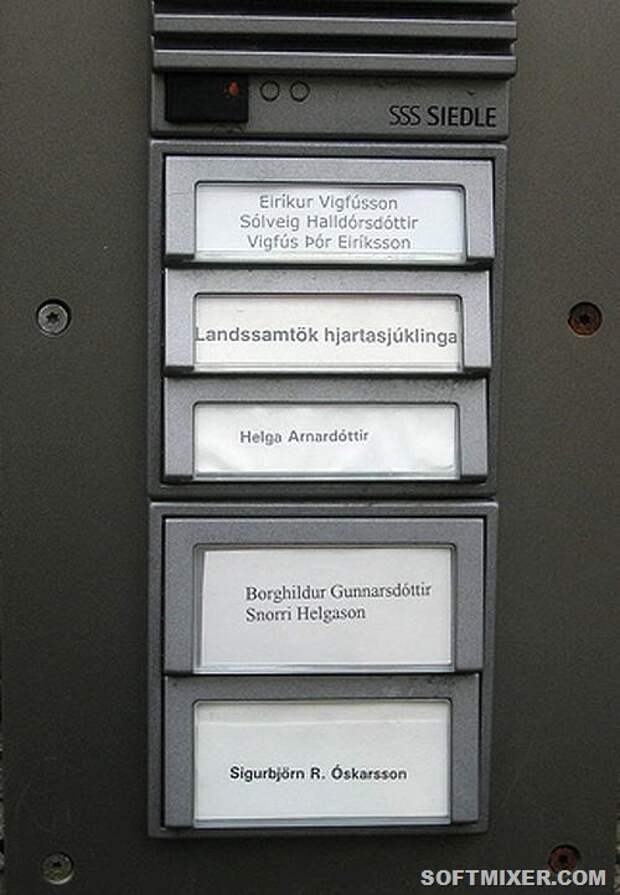 SSS SIEDLE
Eiríkur Vigfússon
Sólveig Halldórsdóttir
Vigfús Þór Eiríksson
Landssamtök hjartasjúklinga
Helga Arnardóttir
Borghildur Gunnarsdóttir
Snorri Helgason
Sigurbjörn R. Óskarsson
SOFTMIXER.COM